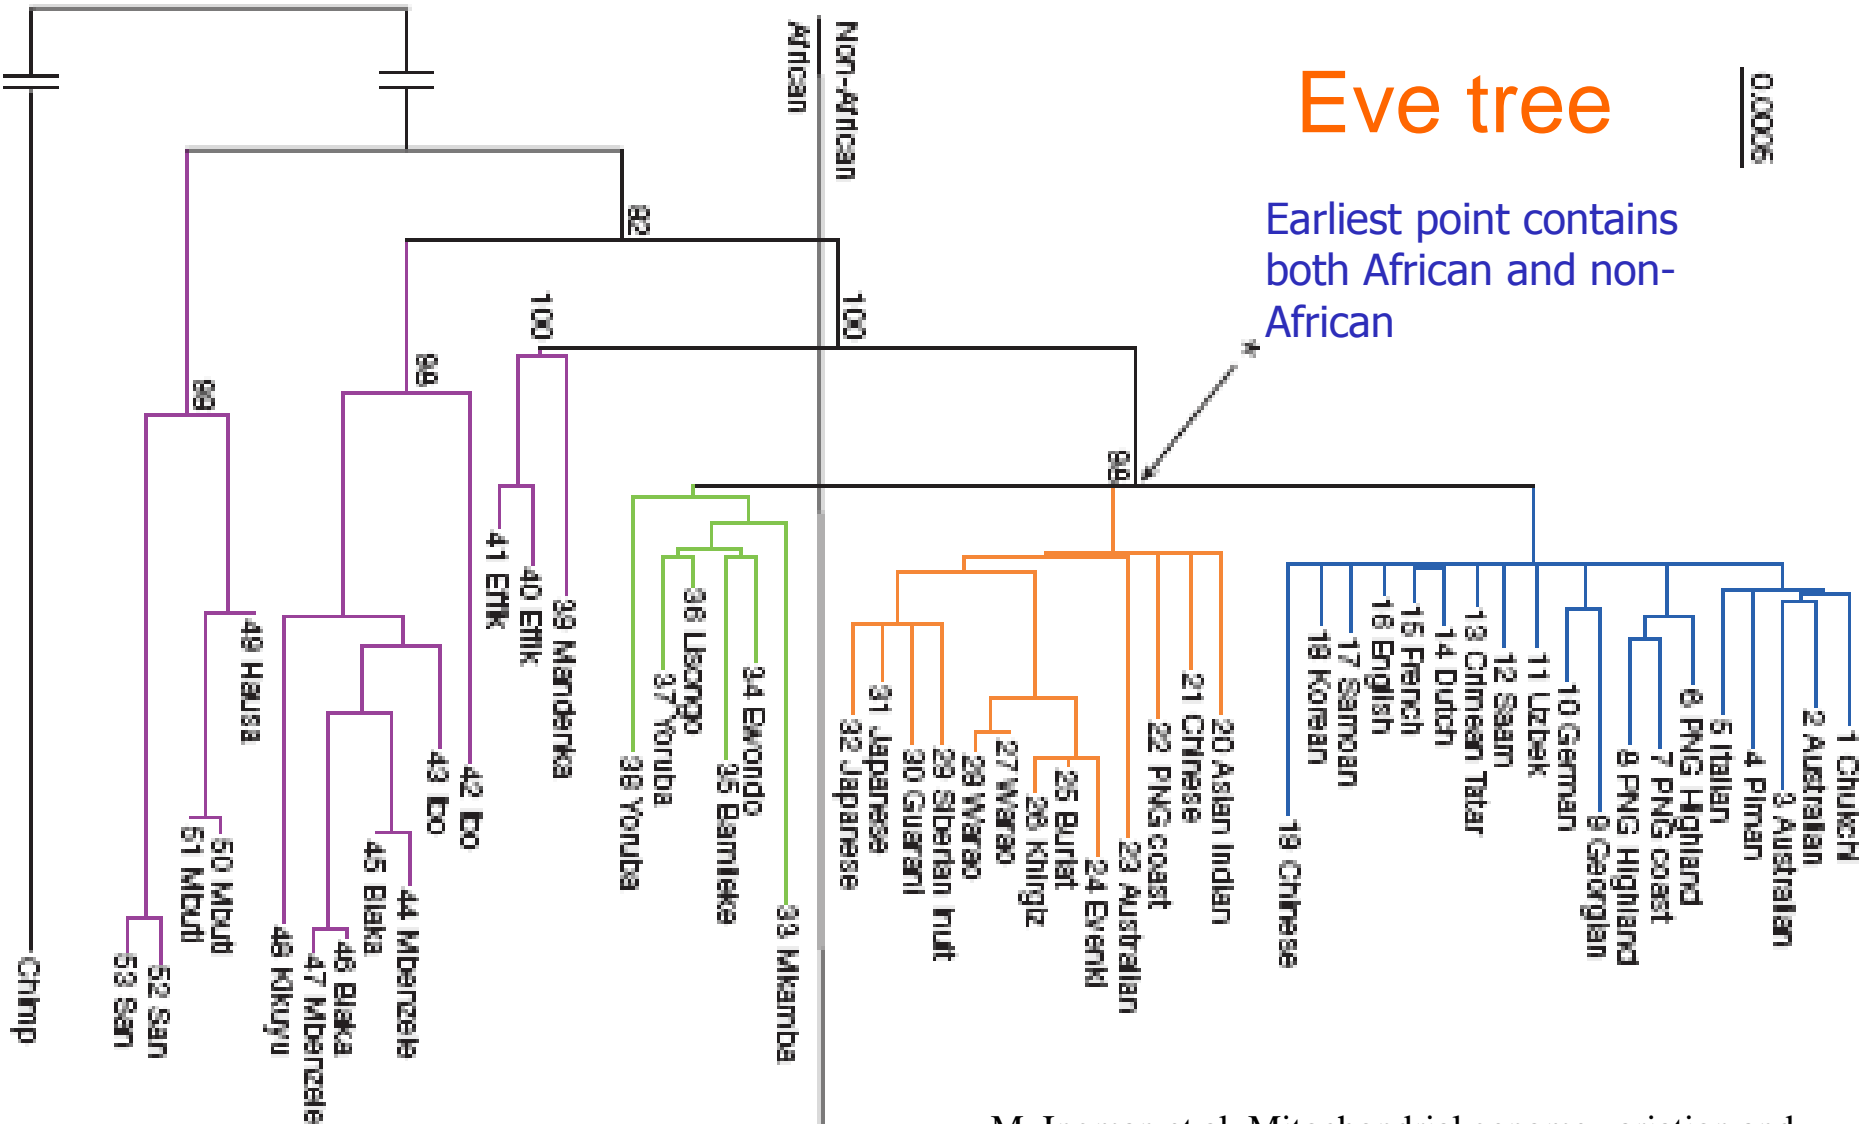 Non-African
African
Eve tree
0.0006
Earliest point contains
both African and non-
African
*
82
100
100
99
99
1 Chukchi
2 Australian
3 Australian
4 Piman
5 Italian
6 PNG Highland
7 PNG coast
8 PNG Highland
9 Georgian
10 German
11 Uzbek
12 Saam
13 Crimean Tatar
14 Dutch
15 French
16 English
17 Samoan
18 Korean
19 Chinese
20 Asian Indian
21 Chinese
22 PNG coast
23 Australian
24 Evenki
25 Buriat
26 Khirgiz
27 Warao
28 Warao
29 Siberian Inuit
30 Guarani
31 Japanese
32 Japanese
33 Mkamba
34 Ewondo
35 Bamileke
36 Lisongo
37 Yoruba
38 Yoruba
39 Mandenka
40 Effik
41 Effik
42 Ibo
43 Ibo
44 Mbenzele
45 Biaka
46 Biaka
47 Mbenzele
48 Kikuyu
49 Hausa
50 Mbuti
51 Mbuti
52 San
53 San
Chimp